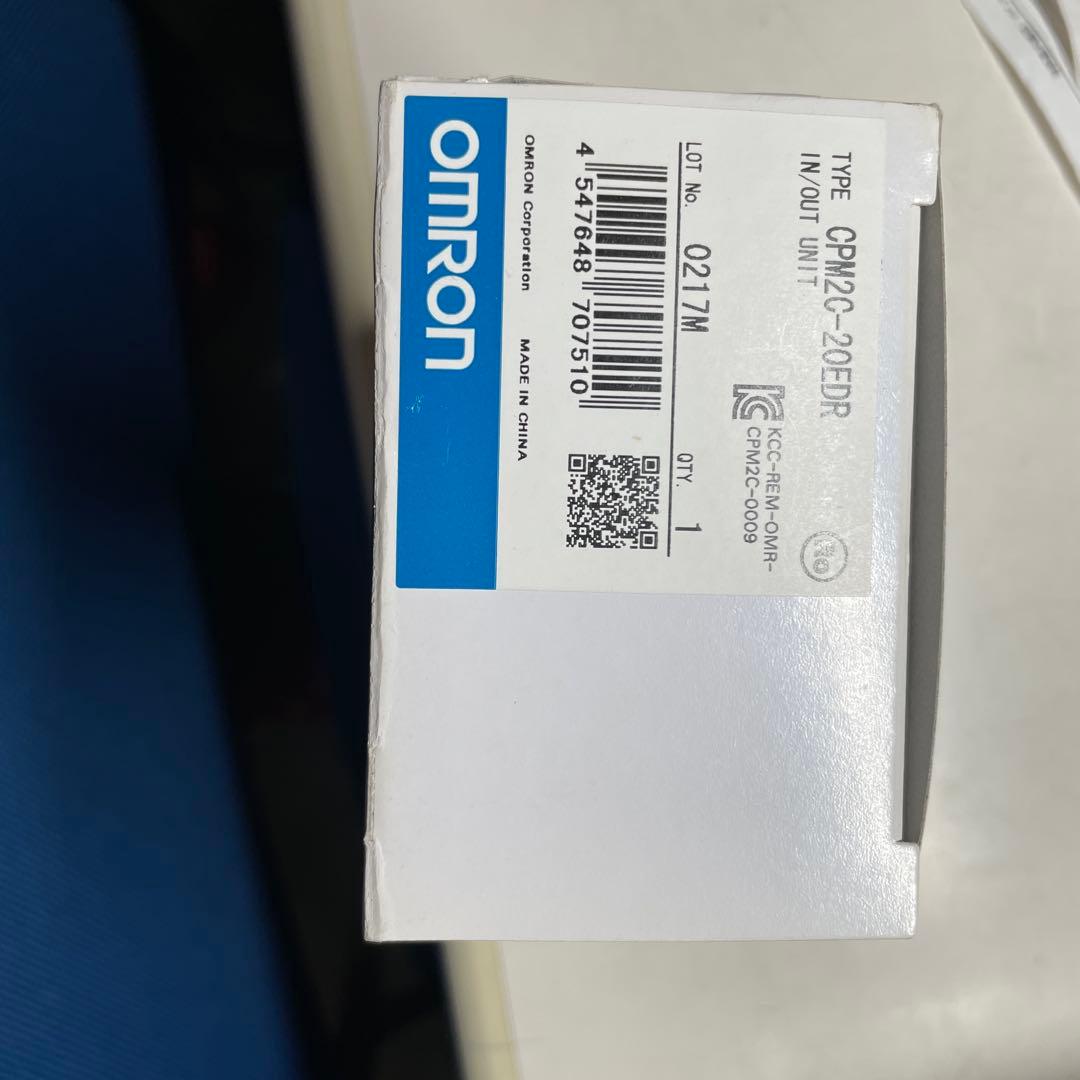 TYPE CPM2C-20EDR
IN/OUT UNIT
KCC-REM-OMR-
CPM2C-0009
LOT No. 0217M QTY. 1
4 547648 707510
OMRON Corporation MADE IN CHINA
OMRON